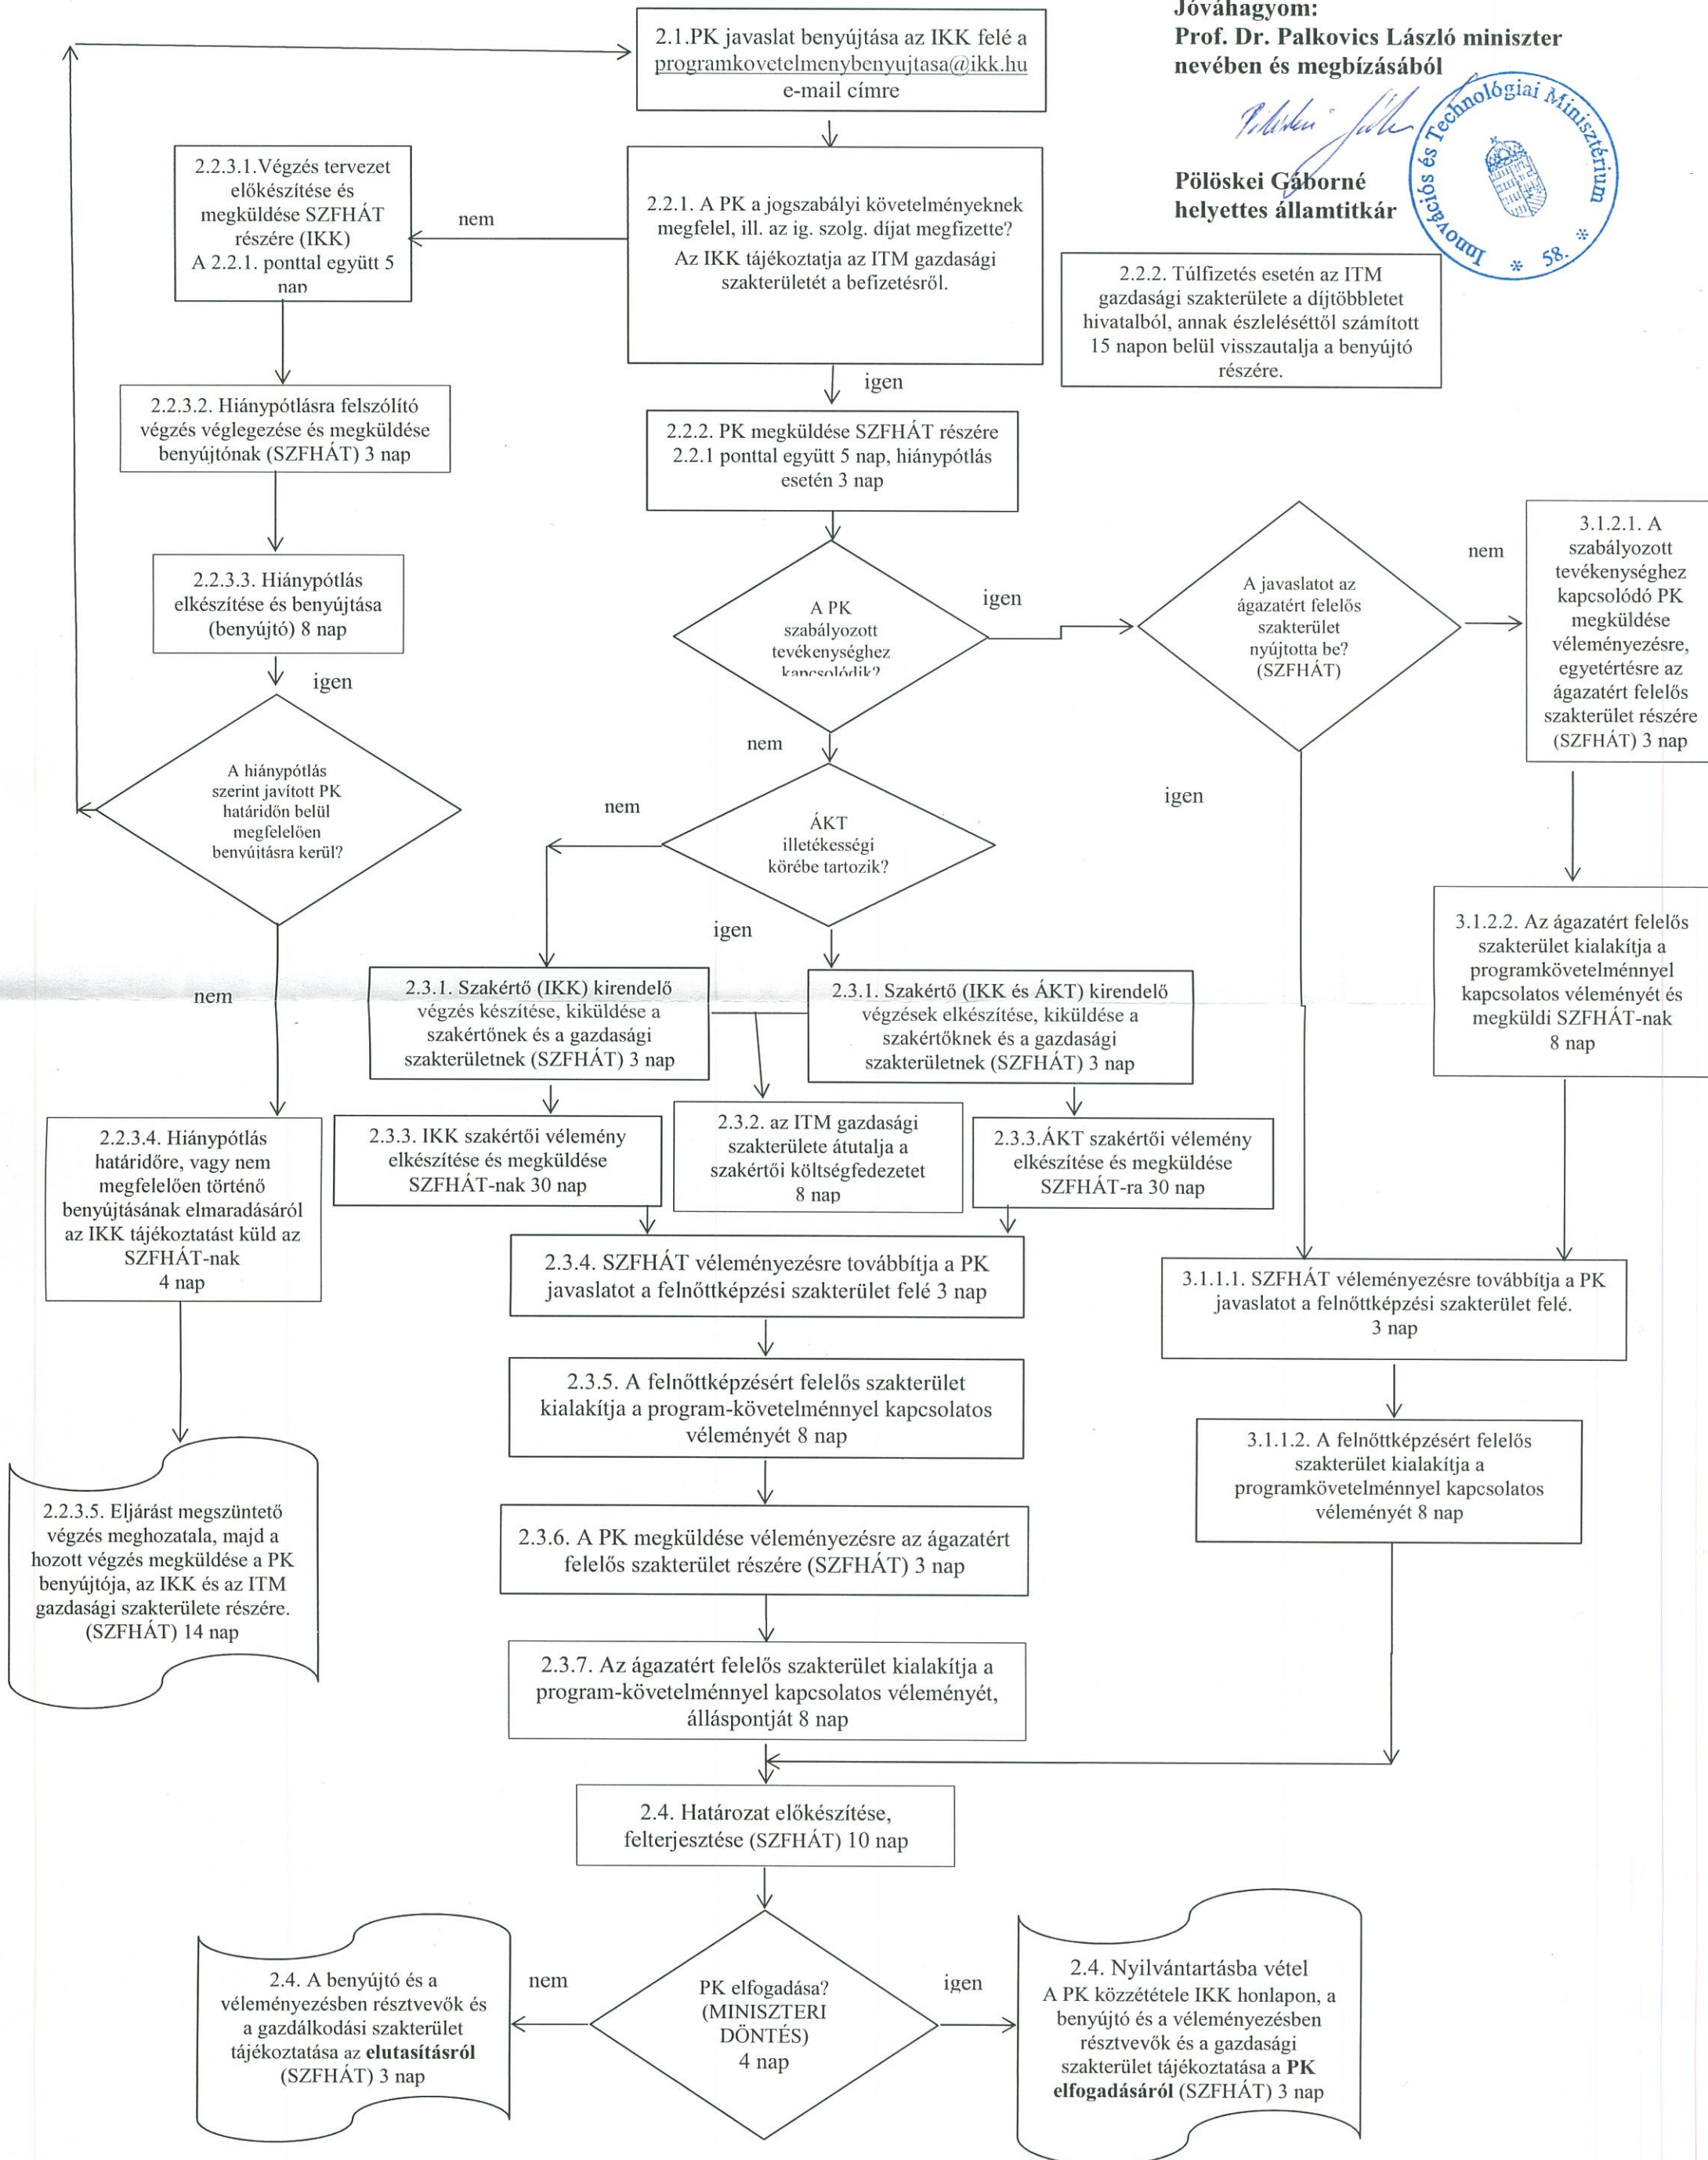 Jóváhagyom:
Prof. Dr. Palkovics László miniszter
nevében és megbízásából
Pölöskei Gáborné
helyettes államtitkár
Innovációs és Technológiai Minisztérium
* 58. *
2.1.PK javaslat benyújtása az IKK felé a
programkovetelmenybenyujtasa@ikk.hu
e-mail címre
2.2.1. A PK a jogszabályi követelményeknek
megfelel, ill. az ig. szolg. díjat megfizette?
Az IKK tájékoztatja az ITM gazdasági
szakterületét a befizetésről.
nem
2.2.3.1.Végzés tervezet
előkészítése és
megküldése SZFHÁT
részére (IKK)
A 2.2.1. ponttal együtt 5
nap
2.2.2. Túlfizetés esetén az ITM
gazdasági szakterülete a díjtöbbletet
hivatalból, annak észleléséttől számított
15 napon belül visszautalja a benyújtó
részére.
igen
2.2.3.2. Hiánypótlásra felszólító
végzés véglegezése és megküldése
benyújtónak (SZFHÁT) 3 nap
2.2.2. PK megküldése SZFHÁT részére
2.2.1 ponttal együtt 5 nap, hiánypótlás
esetén 3 nap
2.2.3.3. Hiánypótlás
elkészítése és benyújtása
(benyújtó) 8 nap
igen
A hiánypótlás
szerint javított PK
határidőn belül
megfelelően
benyújtásra kerül?
nem
A PK
szabályozott
tevékenységhez
kapcsolódik?
igen
A javaslatot az
ágazatért felelős
szakterület
nyújtotta be?
(SZFHÁT)
nem
3.1.2.1. A
szabályozott
tevékenységhez
kapcsolódó PK
megküldése
véleményezésre,
egyetértésre az
ágazatért felelős
szakterület részére
(SZFHÁT) 3 nap
igen
nem
ÁKT
illetékességi
körébe tartozik?
nem
igen
3.1.2.2. Az ágazatért felelős
szakterület kialakítja a
programkövetelménnyel
kapcsolatos véleményét és
megküldi SZFHÁT-nak
8 nap
2.3.1. Szakértő (IKK) kirendelő
végzés készítése, kiküldése a
szakértőnek és a gazdasági
szakterületnek (SZFHÁT) 3 nap
2.3.1. Szakértő (IKK és ÁKT) kirendelő
végzések elkészítése, kiküldése a
szakértőknek és a gazdasági
szakterületnek (SZFHÁT) 3 nap
2.2.3.4. Hiánypótlás
határidőre, vagy nem
megfelelően történő
benyújtásának elmaradásáról
az IKK tájékoztatást küld az
SZFHÁT-nak
4 nap
2.3.3. IKK szakértői vélemény
elkészítése és megküldése
SZFHÁT-nak 30 nap
2.3.2. az ITM gazdasági
szakterülete átutalja a
szakértői költségfedezetet
8 nap
2.3.3.ÁKT szakértői vélemény
elkészítése és megküldése
SZFHÁT-ra 30 nap
2.3.4. SZFHÁT véleményezésre továbbítja a PK
javaslatot a felnőttképzési szakterület felé 3 nap
3.1.1.1. SZFHÁT véleményezésre továbbítja a PK
javaslatot a felnőttképzési szakterület felé.
3 nap
2.3.5. A felnőttképzésért felelős szakterület
kialakítja a program-követelménnyel kapcsolatos
véleményét 8 nap
3.1.1.2. A felnőttképzésért felelős
szakterület kialakítja a
programkövetelménnyel kapcsolatos
véleményét 8 nap
2.2.3.5. Eljárást megszüntető
végzés meghozatala, majd a
hozott végzés megküldése a PK
benyújtója, az IKK és az ITM
gazdasági szakterülete részére.
(SZFHÁT) 14 nap
2.3.6. A PK megküldése véleményezésre az ágazatért
felelős szakterület részére (SZFHÁT) 3 nap
2.3.7. Az ágazatért felelős szakterület kialakítja a
program-követelménnyel kapcsolatos véleményét,
álláspontját 8 nap
2.4. Határozat előkészítése,
felterjesztése (SZFHÁT) 10 nap
PK elfogadása?
(MINISZTERI
DÖNTÉS)
4 nap
nem
2.4. A benyújtó és a
véleményezésben résztvevők és
a gazdálkodási szakterület
tájékoztatása az elutasításról
(SZFHÁT) 3 nap
igen
2.4. Nyilvántartásba vétel
A PK közzététele IKK honlapon, a
benyújtó és a véleményezésben
résztvevők és a gazdasági
szakterület tájékoztatása a PK
elfogadásáról (SZFHÁT) 3 nap